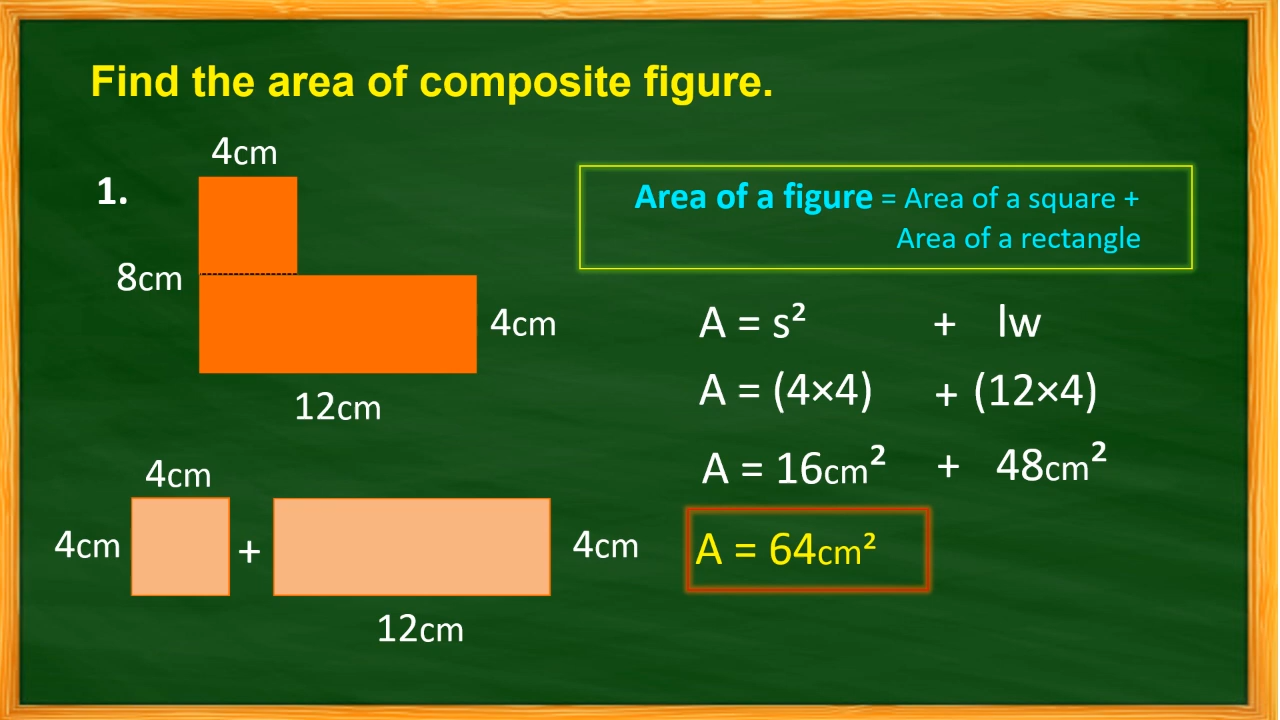 Find the area of composite figure.
4cm
1.
8cm
4cm
12cm
4cm
4cm
+
4cm
12cm
Area of a figure = Area of a square +
Area of a rectangle
A = s² + lw
A = (4×4) + (12×4)
A = 16cm² + 48cm²
A = 64cm²